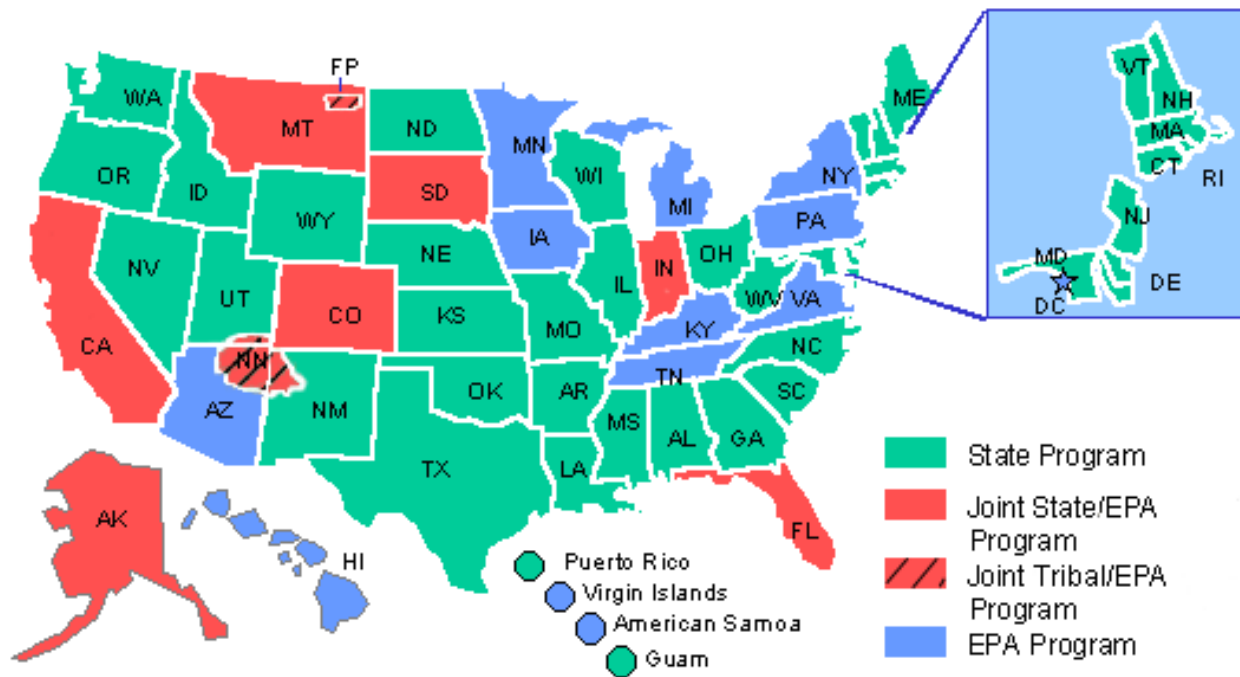 FP
WA
MT
ND
MN
ME
VT
NH
MA
CT
RI
OR
ID
SD
WI
NY
MI
WY
PA
NJ
IA
NE
NV
UT
OH
IN
IL
MD
DE
DC
CO
KS
WV
VA
MO
KY
CA
NN
NC
TN
AZ
NM
OK
AR
SC
MS
AL
GA
TX
LA
State Program
AK
FL
Joint State/EPA
Program
HI
Puerto Rico
Joint Tribal/EPA
Program
Virgin Islands
American Samoa
EPA Program
Guam